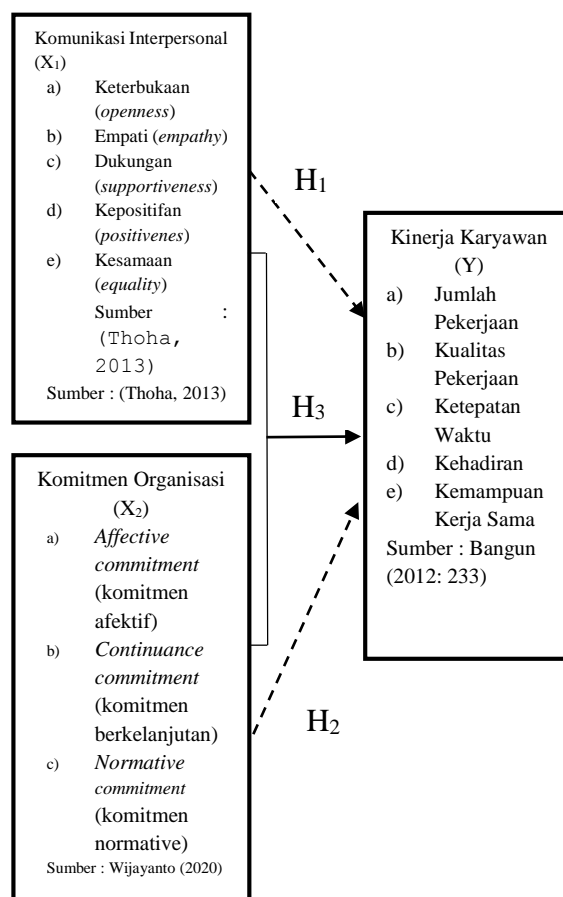 Komunikasi Interpersonal
(X₁)
a) Keterbukaan
(openness)
b) Empati (empathy)
c) Dukungan
(supportiveness)
d) Kepositifan
(positivenes)
e) Kesamaan
(equality)
Sumber :
(Thoha,
2013)
Sumber : (Thoha, 2013)
H₁
H₃
H₂
Komitmen Organisasi
(X₂)
a) Affective
commitment
(komitmen
afektif)
b) Continuance
commitment
(komitmen
berkelanjutan)
c) Normative
commitment
(komitmen
normative)
Sumber : Wijayanto (2020)
Kinerja Karyawan
(Y)
a) Jumlah
Pekerjaan
b) Kualitas
Pekerjaan
c) Ketepatan
Waktu
d) Kehadiran
e) Kemampuan
Kerja Sama
Sumber : Bangun
(2012: 233)